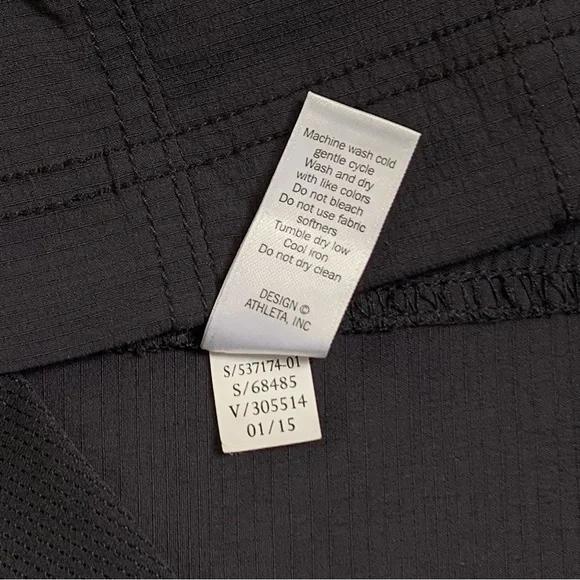 Machine wash cold
gentle cycle
Wash and dry
with like colors
Do not bleach
Do not use fabric
softners
Tumble dry low
Cool iron
Do not dry clean
DESIGN ©
ATHLETA, INC
S/537174-01
S/68485
V/305514
01/15